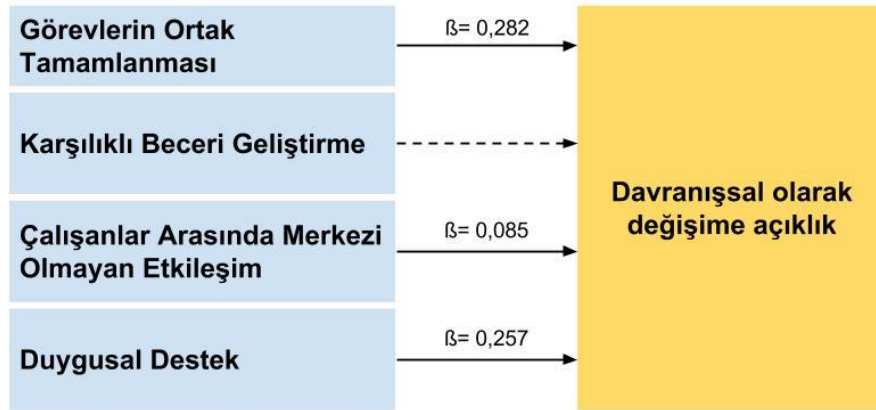 Görevlerin Ortak
Tamamlanması
ß= 0,282
Karşılıklı Beceri Geliştirme
Çalışanlar Arasında Merkezi
Olmayan Etkileşim
ß= 0,085
Duygusal Destek
ß= 0,257
Davranışsal olarak
değişime açıklık